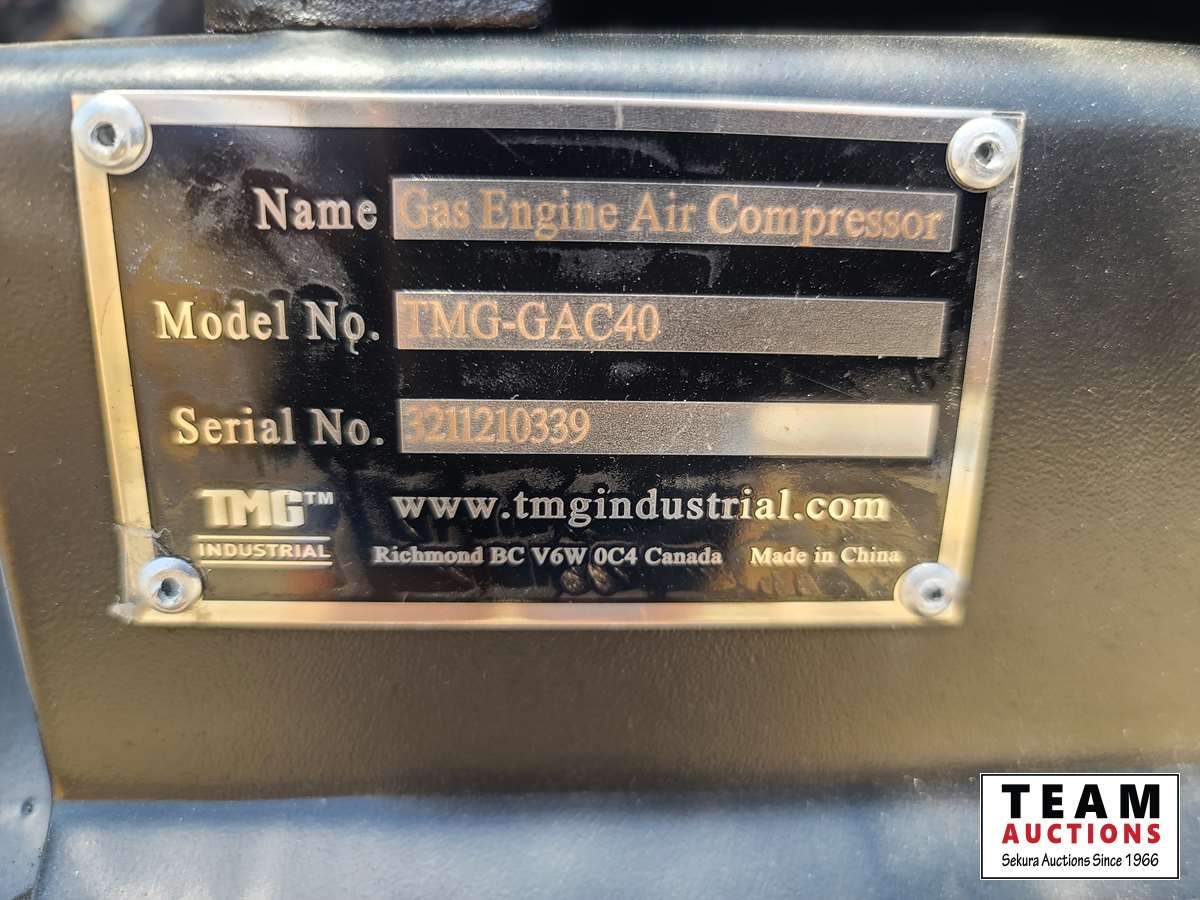 Name Gas Engine Air Compressor
Model No. TMG-GAC40
Serial No. 3211210339
TMG™ www.tmgindustrial.com
INDUSTRIAL Richmond BC V6W 0C4 Canada Made in China
TEAM
AUCTIONS
Sekura Auctions Since 1966